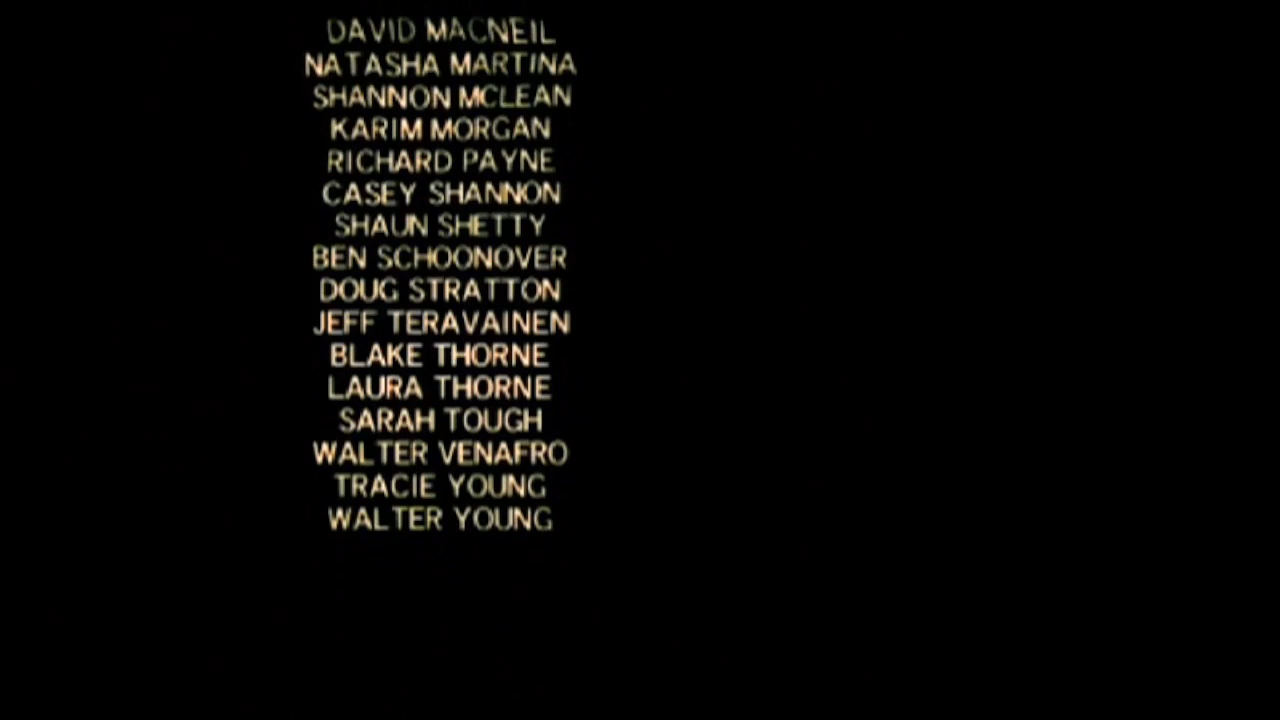 DAVID MACNEIL
NATASHA MARTINA
SHANNON MCLEAN
KARIM MORGAN
RICHARD PAYNE
CASEY SHANNON
SHAUN SHETTY
BEN SCHOONOVER
DOUG STRATTON
JEFF TERAVAINEN
BLAKE THORNE
LAURA THORNE
SARAH TOUGH
WALTER VENAFRO
TRACIE YOUNG
WALTER YOUNG